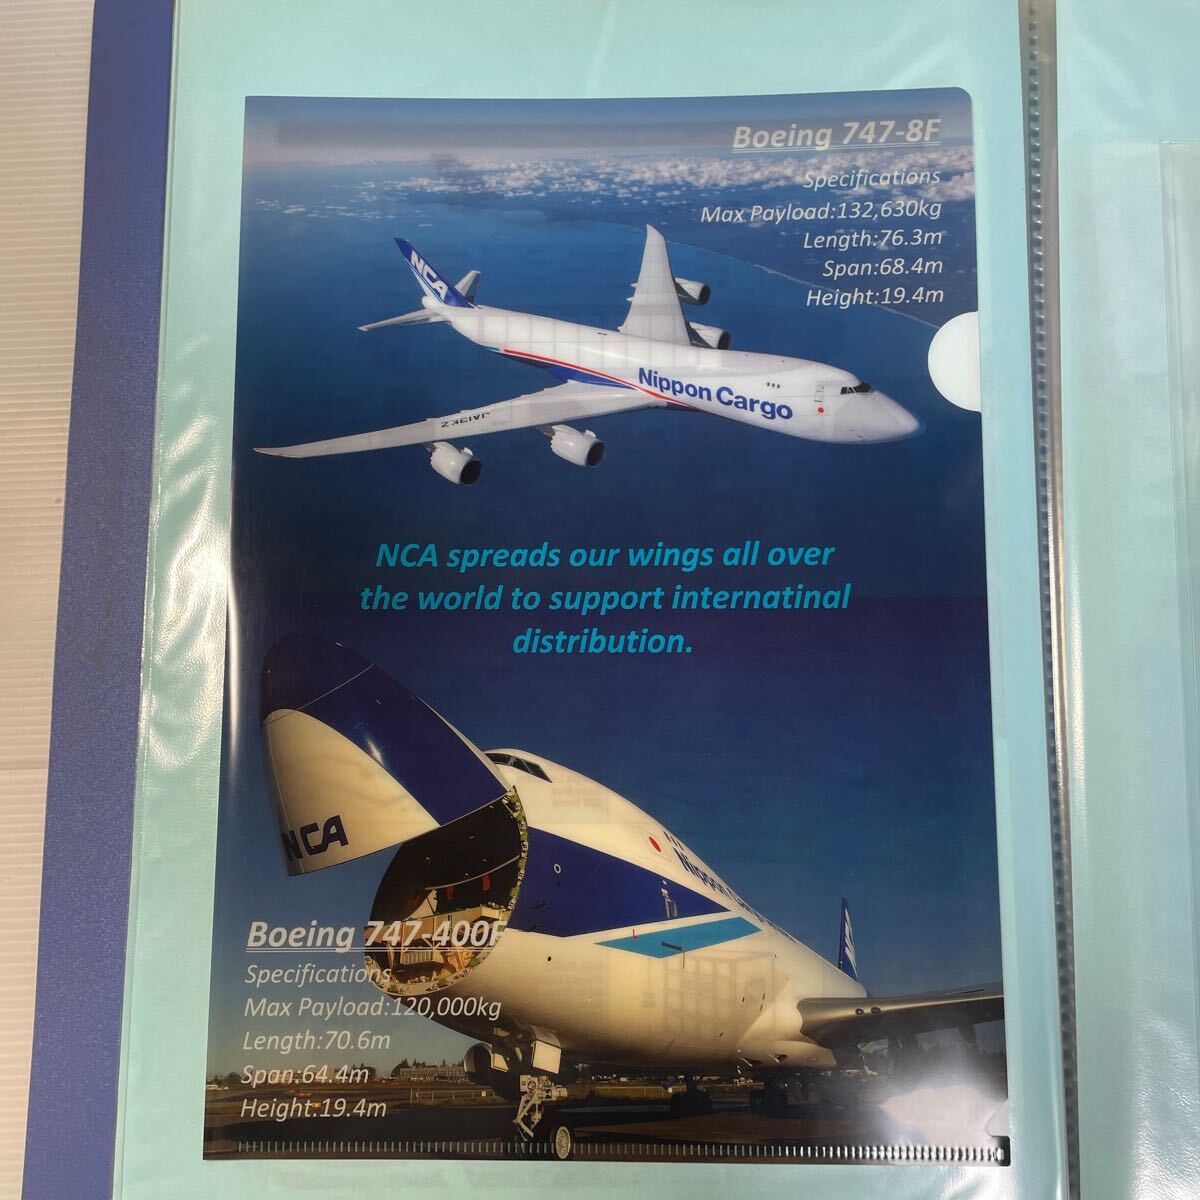 Boeing 747-8F
Specifications
Max Payload:132,630kg
Length:76.3m
Span:68.4m
Height:19.4m
NCA
Nippon Cargo
JA13KZ
NCA spreads our wings all over
the world to support internatinal
distribution.
NCA
Nippon
Boeing 747-400F
Specifications
Max Payload:120,000kg
Length:70.6m
Span:64.4m
Height:19.4m